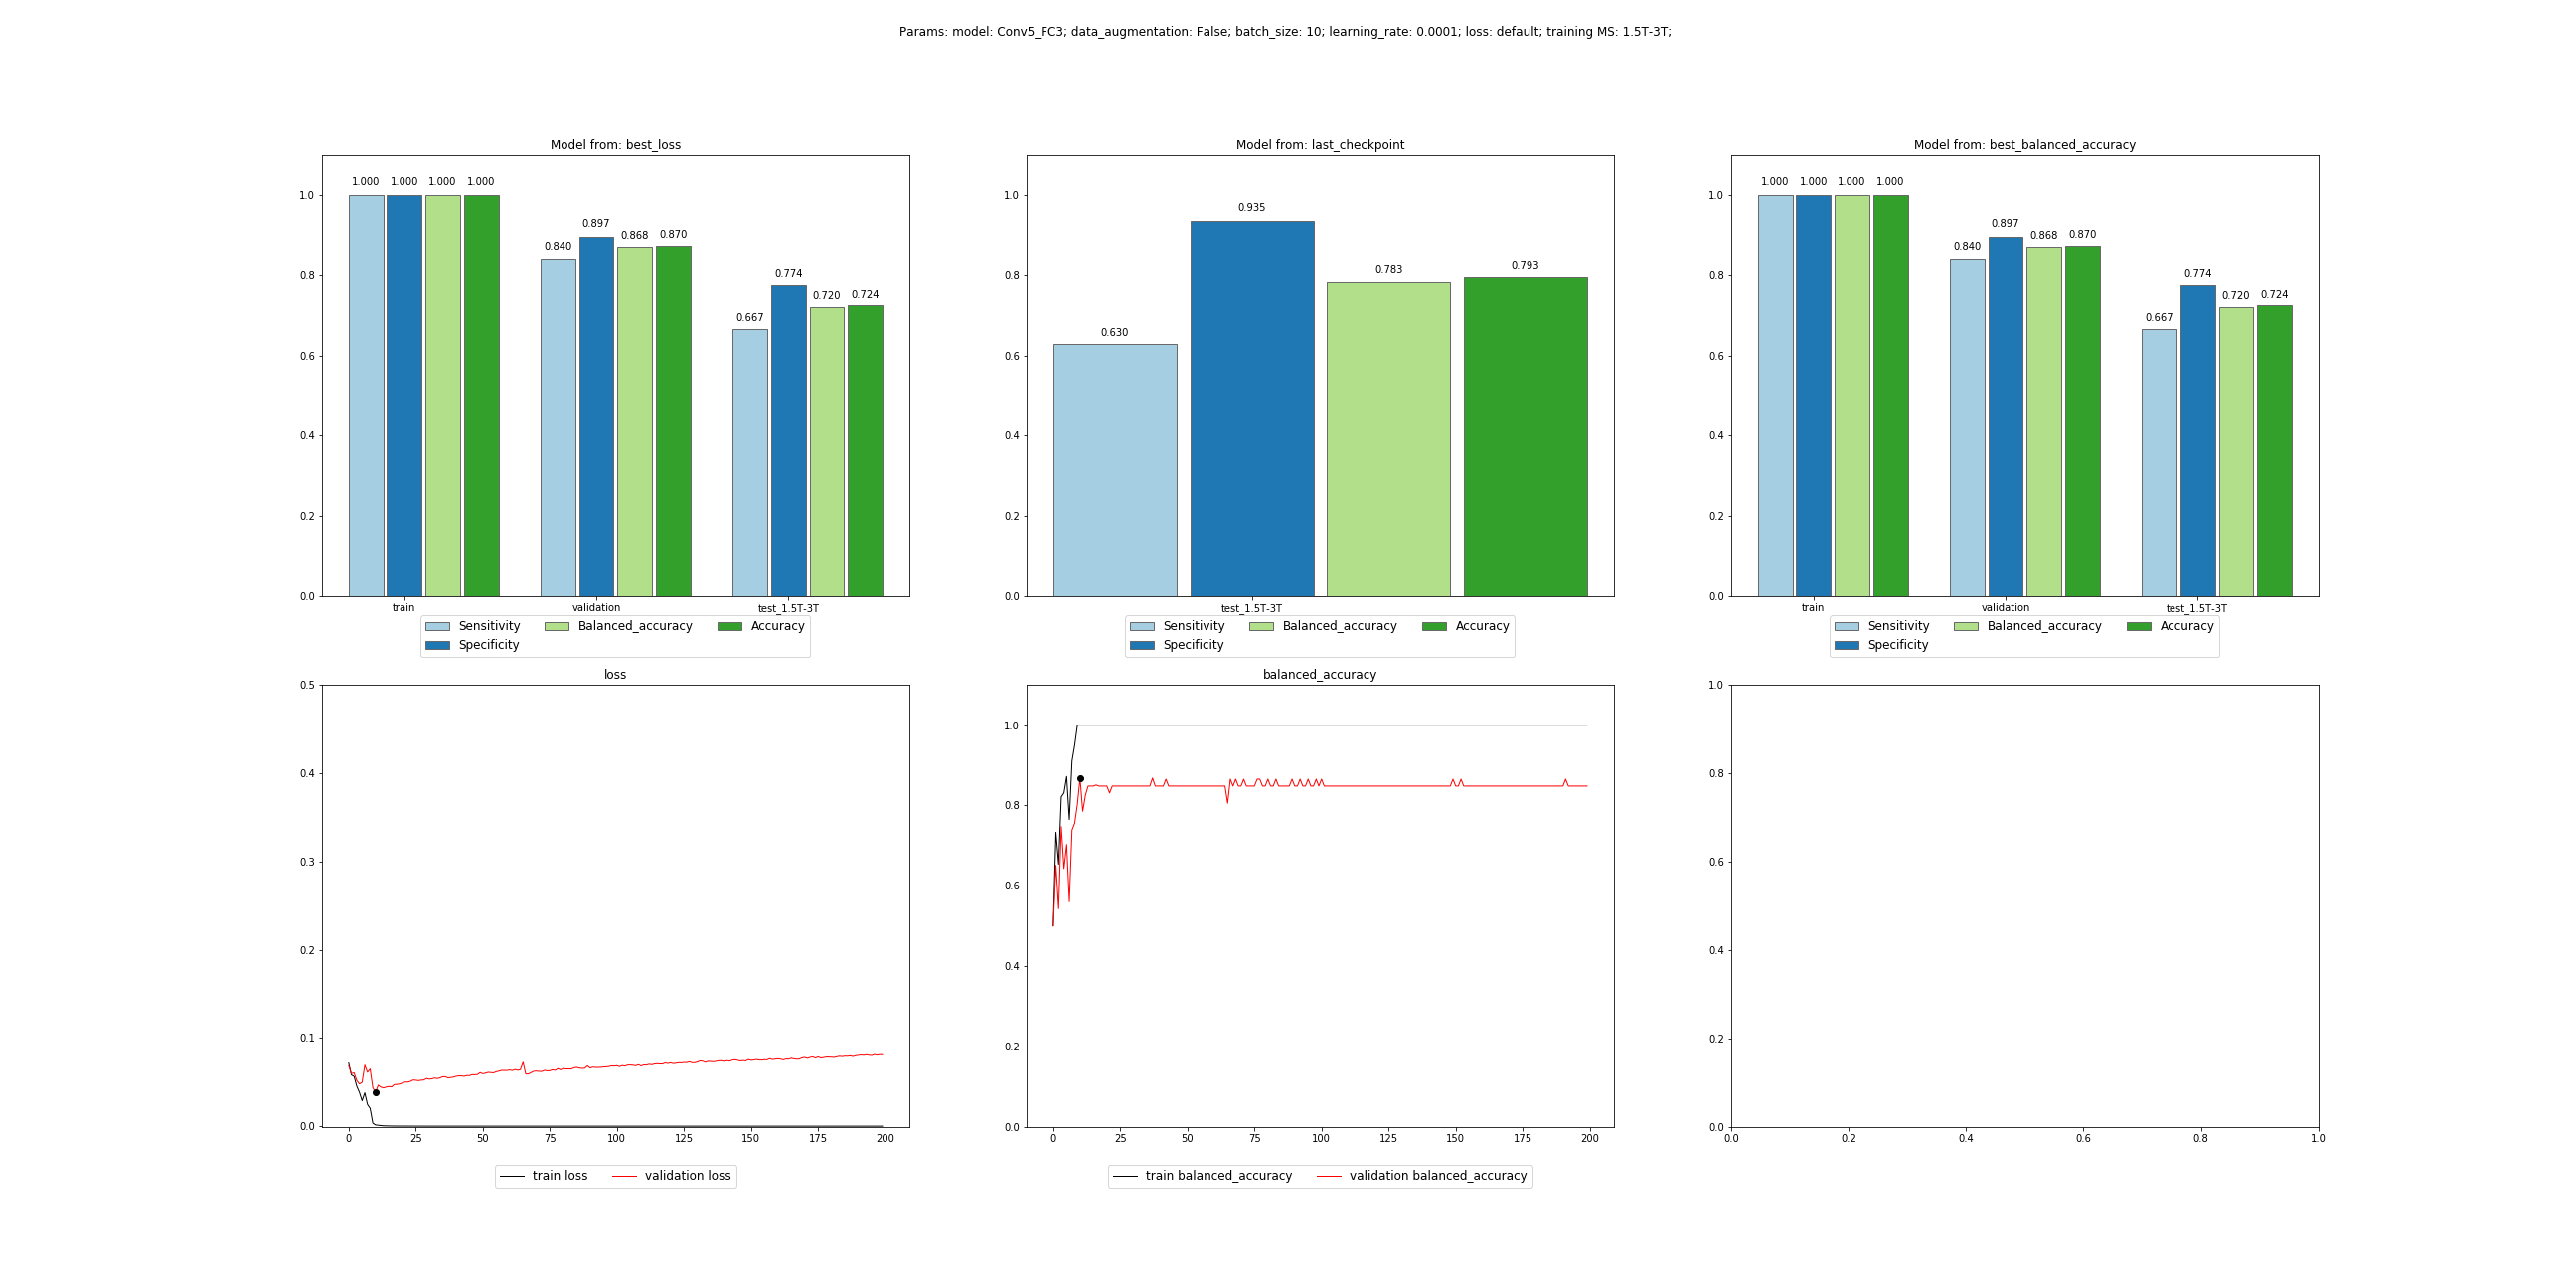 Params: model: Conv5_FC3; data_augmentation: False; batch_size: 10; learning_rate: 0.0001; loss: default; training MS: 1.5T-3T;
Model from: best_loss
1.000 1.000 1.000 1.000
0.840 0.897 0.868 0.870
0.667 0.774 0.720 0.724
1.0
0.8
0.6
0.4
0.2
0.0
train validation test_1.5T-3T
Sensitivity Balanced_accuracy Accuracy
Specificity
Model from: last_checkpoint
0.630 0.935 0.783 0.793
1.0
0.8
0.6
0.4
0.2
0.0
test_1.5T-3T
Sensitivity Balanced_accuracy Accuracy
Specificity
Model from: best_balanced_accuracy
1.000 1.000 1.000 1.000
0.840 0.897 0.868 0.870
0.667 0.774 0.720 0.724
1.0
0.8
0.6
0.4
0.2
0.0
train validation test_1.5T-3T
Sensitivity Balanced_accuracy Accuracy
Specificity
loss
0.5
0.4
0.3
0.2
0.1
0.0
0 25 50 75 100 125 150 175 200
train loss validation loss
balanced_accuracy
1.0
0.8
0.6
0.4
0.2
0.0
0 25 50 75 100 125 150 175 200
train balanced_accuracy validation balanced_accuracy
1.0
0.8
0.6
0.4
0.2
0.0
0.0 0.2 0.4 0.6 0.8 1.0